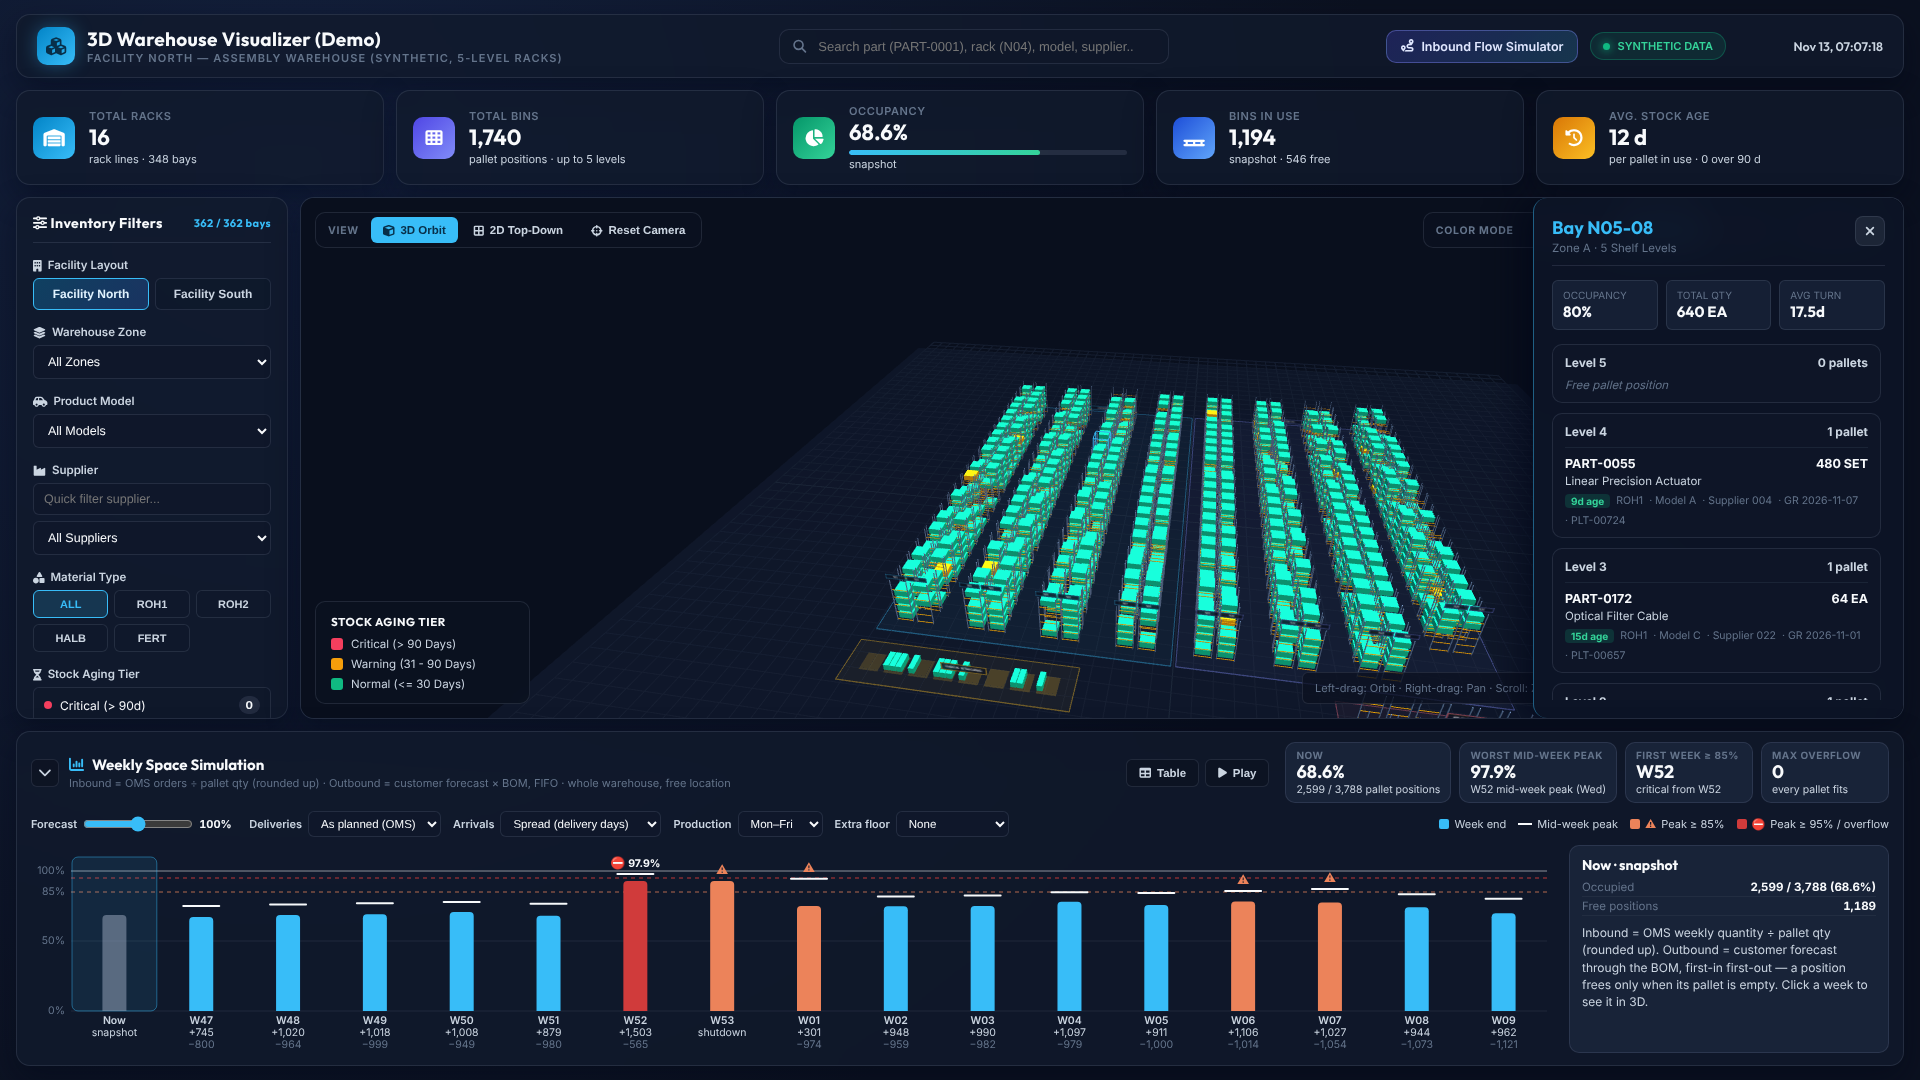 3D Warehouse Visualizer (Demo)
FACILITY NORTH — ASSEMBLY WAREHOUSE (SYNTHETIC, 5-LEVEL RACKS)
Search part (PART-0001), rack (N04), model, supplier..
Inbound Flow Simulator
SYNTHETIC DATA
Nov 13, 07:07:18
TOTAL RACKS
16
rack lines · 348 bays
TOTAL BINS
1,740
pallet positions · up to 5 levels
OCCUPANCY
68.6%
snapshot
BINS IN USE
1,194
snapshot · 546 free
AVG. STOCK AGE
12 d
per pallet in use · 0 over 90 d
Inventory Filters
362 / 362 bays
Facility Layout
Facility North
Facility South
Warehouse Zone
All Zones
Product Model
All Models
Supplier
Quick filter supplier...
All Suppliers
Material Type
ALL
ROH1
ROH2
HALB
FERT
Stock Aging Tier
Critical (> 90d)
0
VIEW
3D Orbit
2D Top-Down
Reset Camera
COLOR MODE
STOCK AGING TIER
Critical (> 90 Days)
Warning (31 - 90 Days)
Normal (<= 30 Days)
Left-drag: Orbit · Right-drag: Pan · Scroll:
Bay N05-08
Zone A · 5 Shelf Levels
OCCUPANCY
80%
TOTAL QTY
640 EA
AVG TURN
17.5d
Level 5
0 pallets
Free pallet position
Level 4
1 pallet
PART-0055
480 SET
Linear Precision Actuator
9d age ROH1 · Model A · Supplier 004 · GR 2026-11-07
· PLT-00724
Level 3
1 pallet
PART-0172
64 EA
Optical Filter Cable
15d age ROH1 · Model C · Supplier 022 · GR 2026-11-01
· PLT-00657
Weekly Space Simulation
Inbound = OMS orders ÷ pallet qty (rounded up) · Outbound = customer forecast × BOM, FIFO · whole warehouse, free location
Table
Play
NOW
68.6%
2,599 / 3,788 pallet positions
WORST MID-WEEK PEAK
97.9%
W52 mid-week peak (Wed)
FIRST WEEK ≥ 85%
W52
critical from W52
MAX OVERFLOW
0
every pallet fits
Forecast
100%
Deliveries
As planned (OMS)
Arrivals
Spread (delivery days)
Production
Mon–Fri
Extra floor
None
Week end
Mid-week peak
Peak ≥ 85%
Peak ≥ 95% / overflow
100%
85%
50%
0%
97.9%
Now
snapshot
W47
+745
−800
W48
+1,020
−964
W49
+1,018
−999
W50
+1,008
−949
W51
+879
−980
W52
+1,503
−565
W53
shutdown
W01
+301
−974
W02
+948
−959
W03
+990
−982
W04
+1,097
−979
W05
+911
−1,000
W06
+1,106
−1,014
W07
+1,027
−1,054
W08
+944
−1,073
W09
+962
−1,121
Now · snapshot
Occupied
2,599 / 3,788 (68.6%)
Free positions
1,189
Inbound = OMS weekly quantity ÷ pallet qty
(rounded up). Outbound = customer forecast
through the BOM, first-in first-out — a position
frees only when its pallet is empty. Click a week to
see it in 3D.